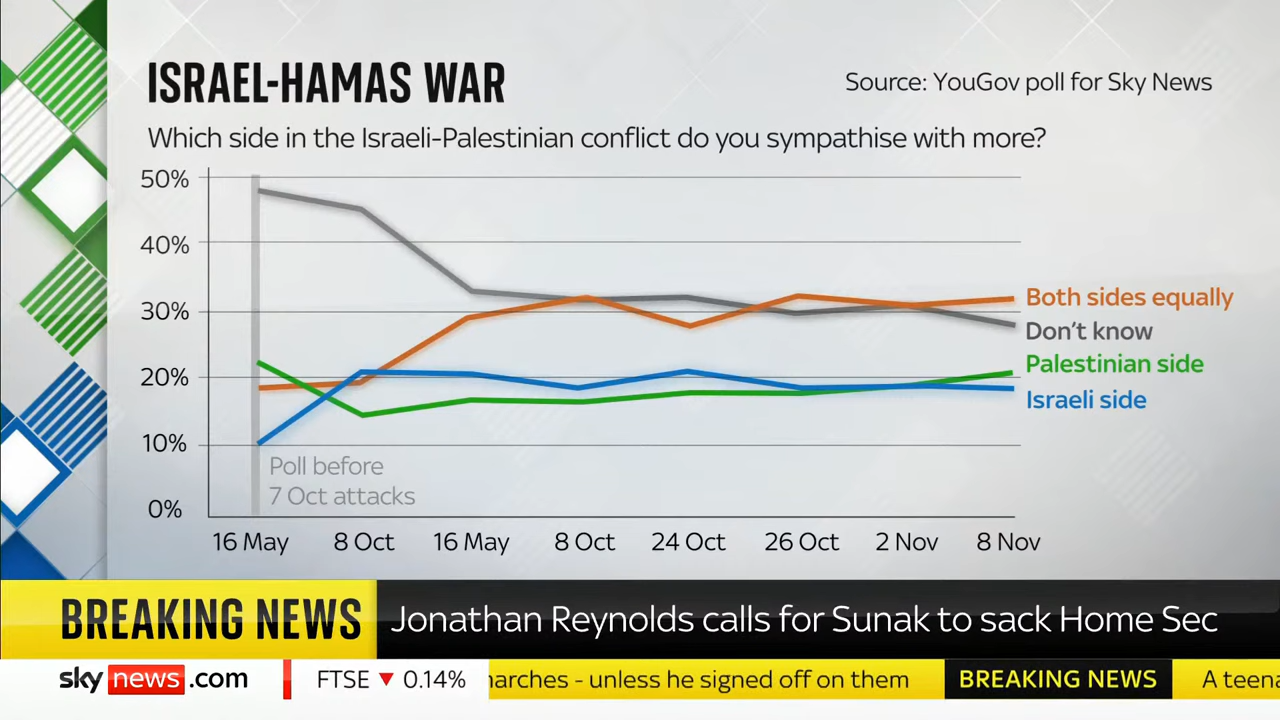 ISRAEL-HAMAS WAR
Source: YouGov poll for Sky News
Which side in the Israeli-Palestinian conflict do you sympathise with more?
50%
40%
30%
20%
10%
0%
Both sides equally
Don't know
Palestinian side
Israeli side
Poll before
7 Oct attacks
16 May 8 Oct 16 May 8 Oct 24 Oct 26 Oct 2 Nov 8 Nov
BREAKING NEWS
Jonathan Reynolds calls for Sunak to sack Home Sec
sky news.com
FTSE ▼ 0.14%
arches - unless he signed off on them BREAKING NEWS A teena